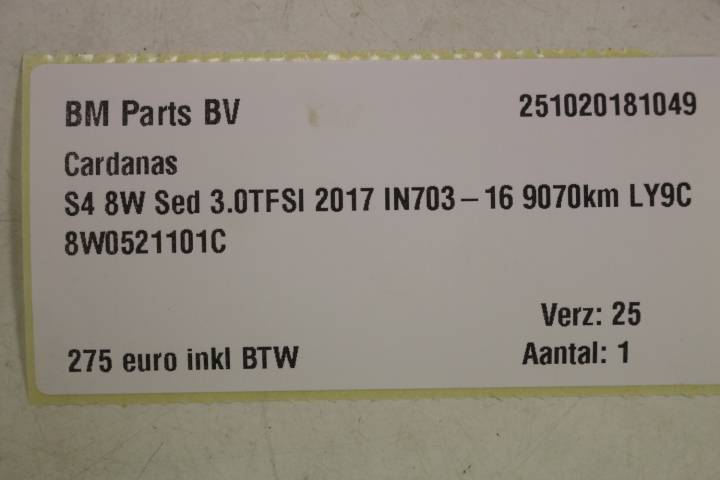 BM Parts BV 251020181049
Cardanas
S4 8W Sed 3.0TFSI 2017 IN703-16 9070km LY9C
8W0521101C
Verz: 25
275 euro inkl BTW Aantal: 1